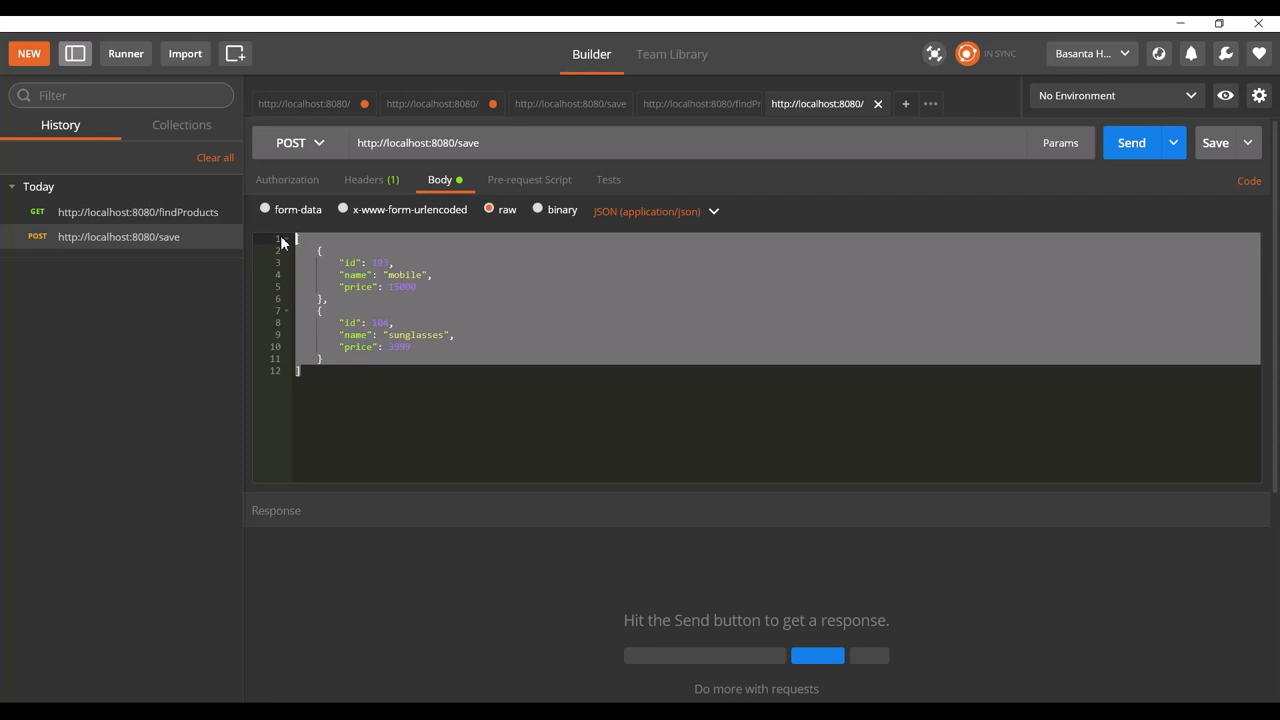 NEW
Runner
Import
Builder
Team Library
IN SYNC
Basanta H...
Filter
History
Collections
Clear all
Today
GET http://localhost:8080/findProducts
POST http://localhost:8080/save
http://localhost:8080/
http://localhost:8080/
http://localhost:8080/save
http://localhost:8080/findPr
http://localhost:8080/
No Environment
POST
http://localhost:8080/save
Params
Send
Save
Authorization
Headers (1)
Body
Pre-request Script
Tests
Code
form-data
x-www-form-urlencoded
raw
binary
JSON (application/json)
1 [
2 {
3 "id": 103,
4 "name": "mobile",
5 "price": 15000
6 },
7 {
8 "id": 104,
9 "name": "sunglasses",
10 "price": 3999
11 }
12 ]
Response
Hit the Send button to get a response.
Do more with requests